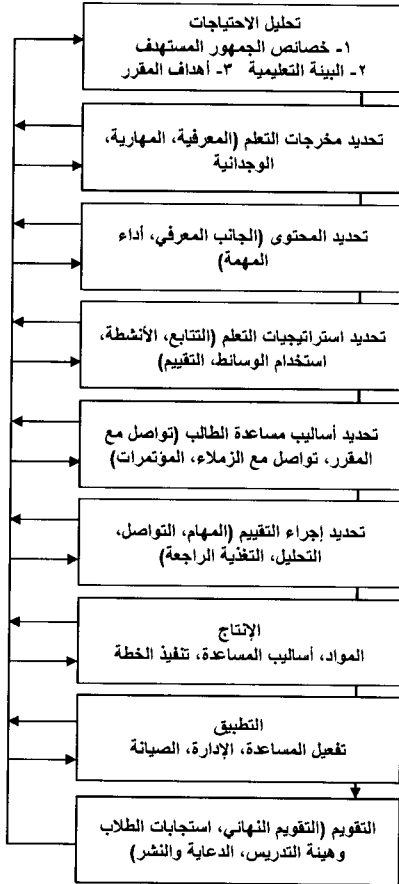 تحليل الاحتياجات
١- خصائص الجمهور المستهدف
٢- البيئة التعليمية ٣- أهداف المقرر
تحديد مخرجات التعلم (المعرفية، المهارية،
الوجدانية
تحديد المحتوى (الجانب المعرفي، أداء
المهمة)
تحديد استراتيجيات التعلم (التتابع، الأنشطة،
استخدام الوسائط، التقييم)
تحديد أساليب مساعدة الطالب (تواصل مع
المقرر، تواصل مع الزملاء، المؤتمرات)
تحديد إجراء التقييم (المهام، التواصل،
التحليل، التغذية الراجعة)
الإنتاج
المواد، أساليب المساعدة، تنفيذ الخطة
التطبيق
تفعيل المساعدة، الإدارة، الصيانة
التقويم (التقويم النهائي، استجابات الطلاب
وهيئة التدريس، الدعاية والنشر)